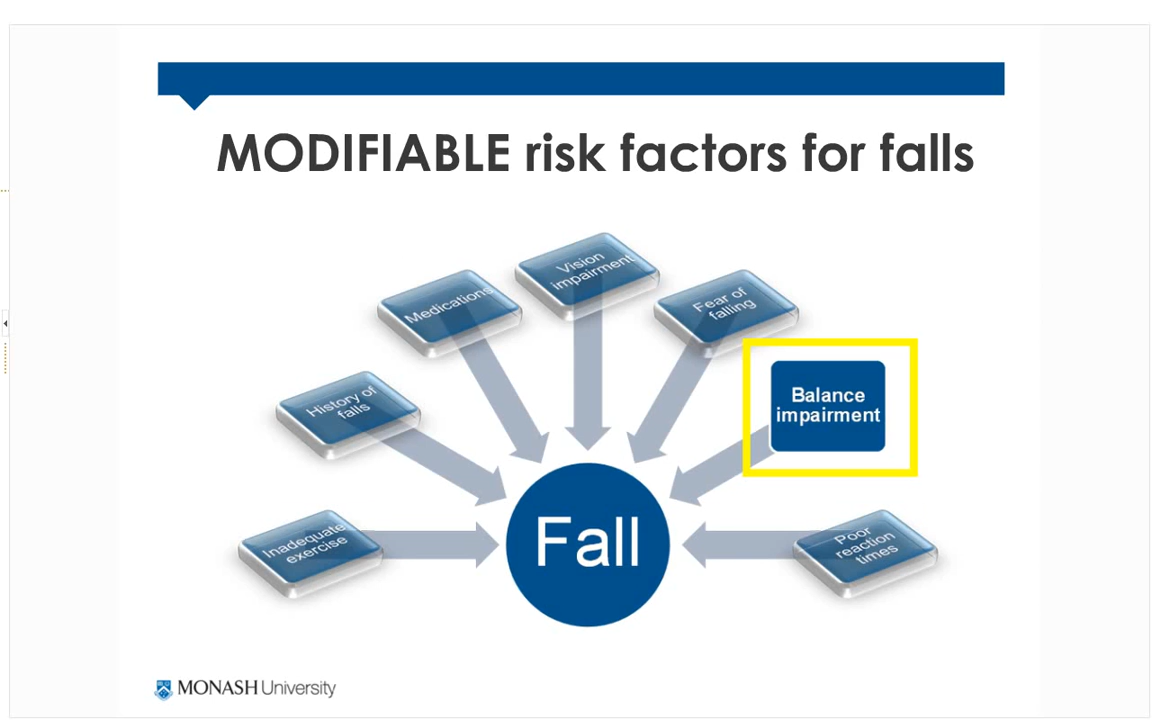 MODIFIABLE risk factors for falls
Vision
impairment
Medications
Fear of
falling
History of
falls
Balance
impairment
Inadequate
exercise
Fall
Poor
reaction
times
MONASH University